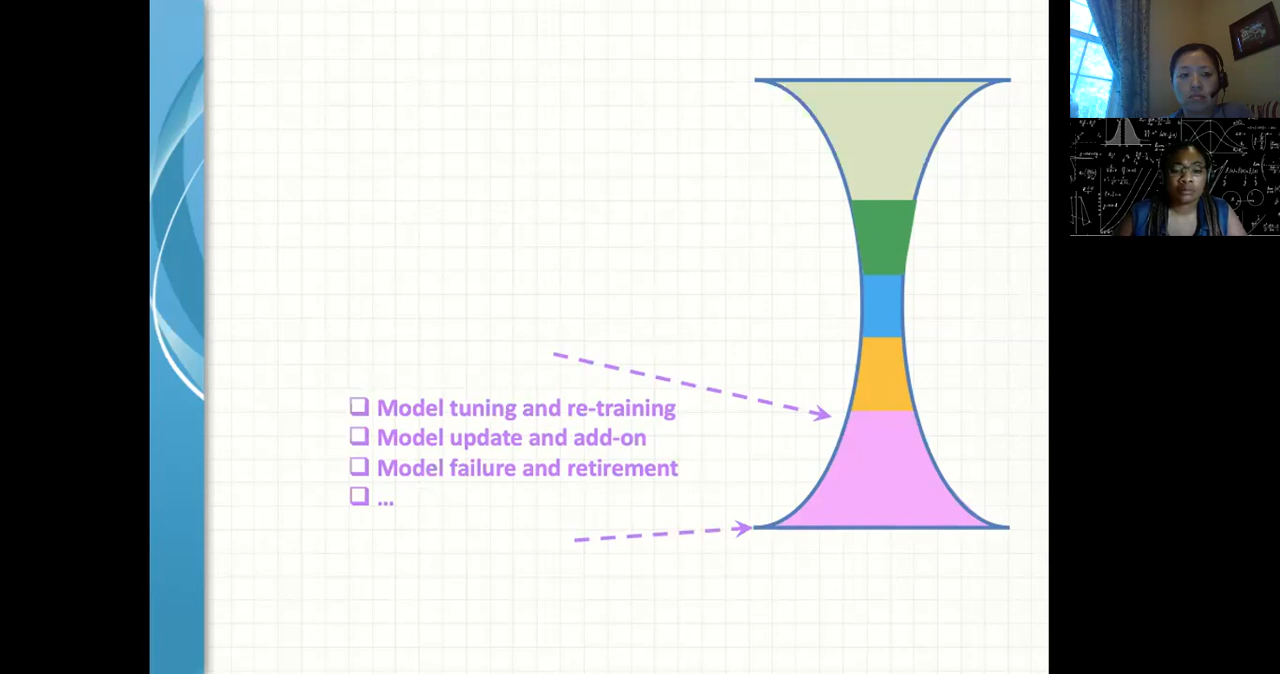 ❑ Model tuning and re-training
❑ Model update and add-on
❑ Model failure and retirement
❑ ...